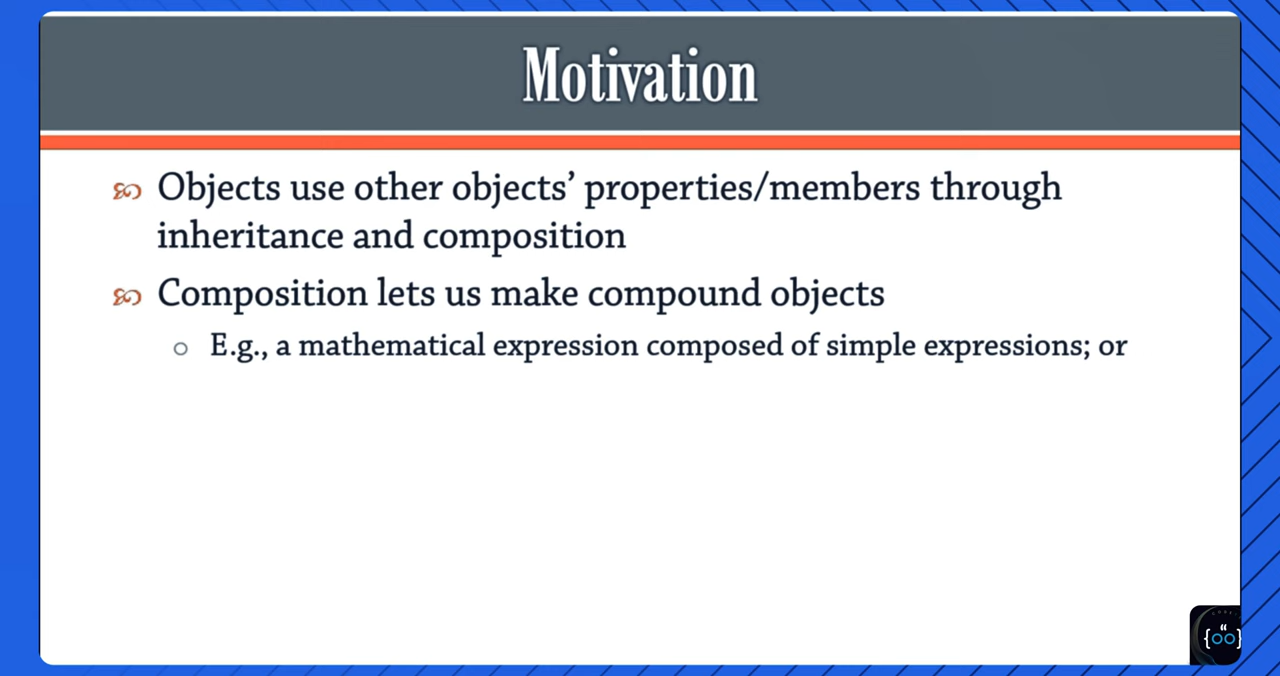 Motivation
Objects use other objects’ properties/members through
inheritance and composition
Composition lets us make compound objects
E.g., a mathematical expression composed of simple expressions; or